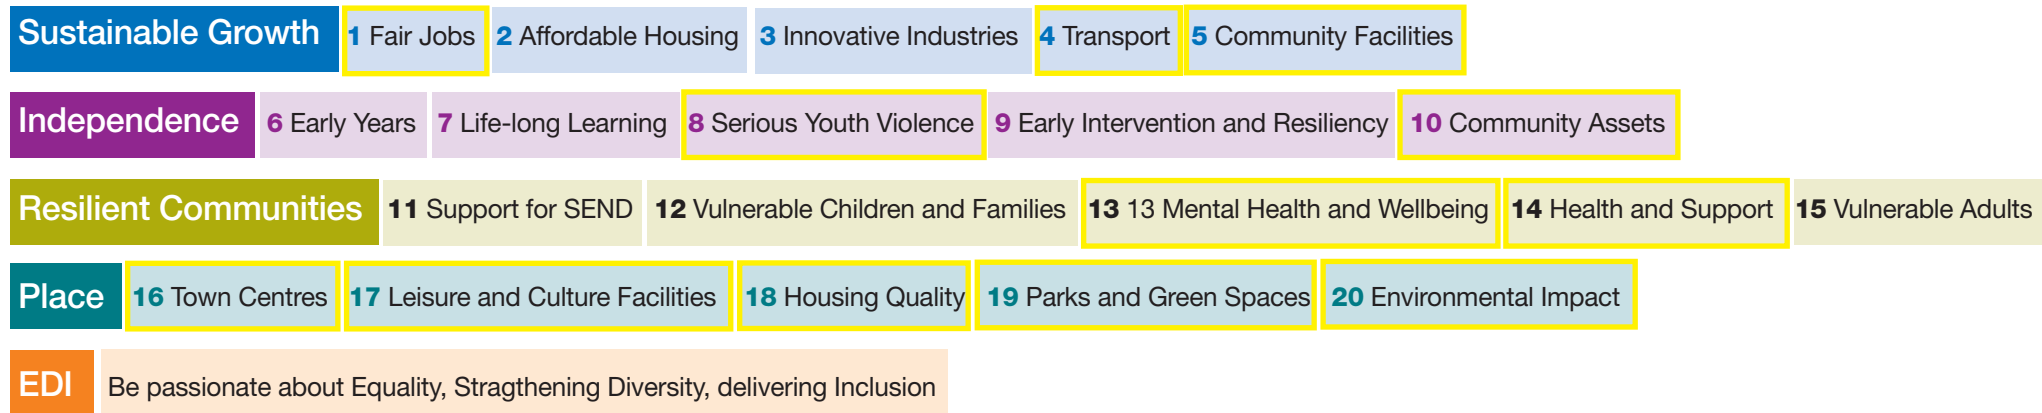 Sustainable Growth 1 Fair Jobs 2 Affordable Housing 3 Innovative Industries 4 Transport 5 Community Facilities
Independence 6 Early Years 7 Life-long Learning 8 Serious Youth Violence 9 Early Intervention and Resiliency 10 Community Assets
Resilient Communities 11 Support for SEND 12 Vulnerable Children and Families 13 13 Mental Health and Wellbeing 14 Health and Support 15 Vulnerable Adults
Place 16 Town Centres 17 Leisure and Culture Facilities 18 Housing Quality 19 Parks and Green Spaces 20 Environmental Impact
EDI Be passionate about Equality, Stragthening Diversity, delivering Inclusion